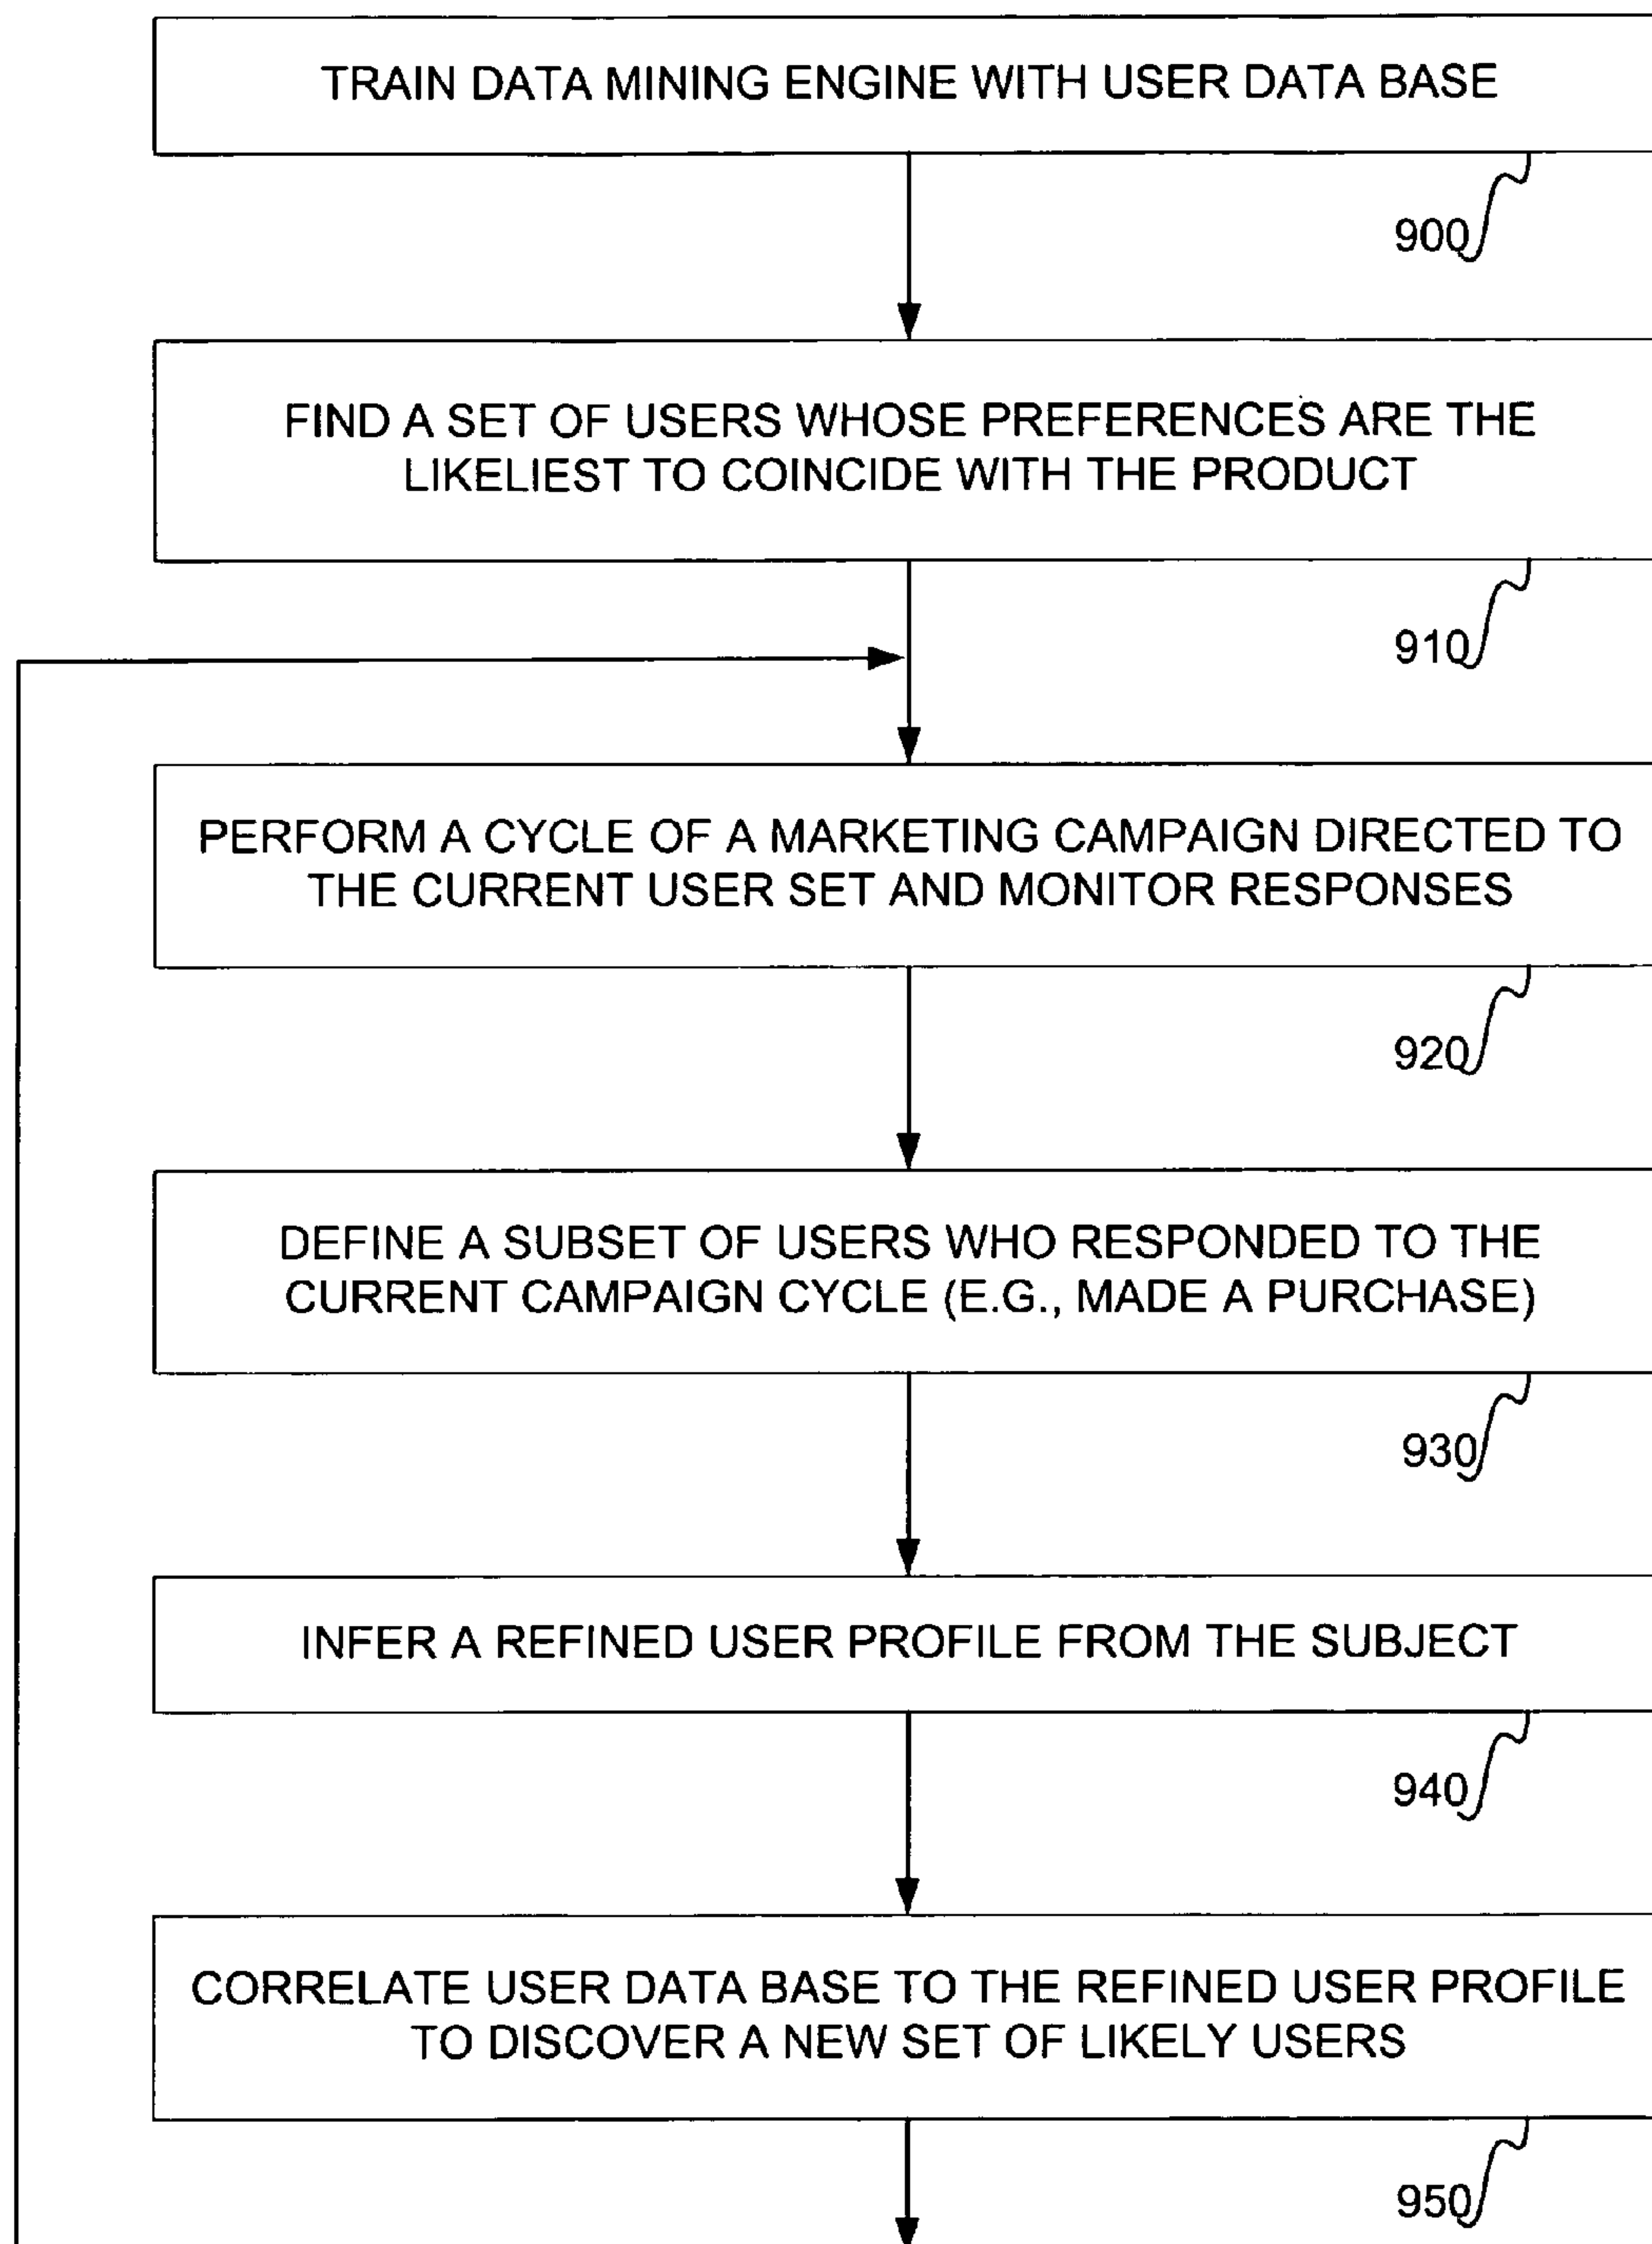 TRAIN DATA MINING ENGINE WITH USER DATA BASE
900
FIND A SET OF USERS WHOSE PREFERENCES ARE THE
LIKELIEST TO COINCIDE WITH THE PRODUCT
910
PERFORM A CYCLE OF A MARKETING CAMPAIGN DIRECTED TO
THE CURRENT USER SET AND MONITOR RESPONSES
920
DEFINE A SUBSET OF USERS WHO RESPONDED TO THE
CURRENT CAMPAIGN CYCLE (E.G., MADE A PURCHASE)
930
INFER A REFINED USER PROFILE FROM THE SUBJECT
940
CORRELATE USER DATA BASE TO THE REFINED USER PROFILE
TO DISCOVER A NEW SET OF LIKELY USERS
950